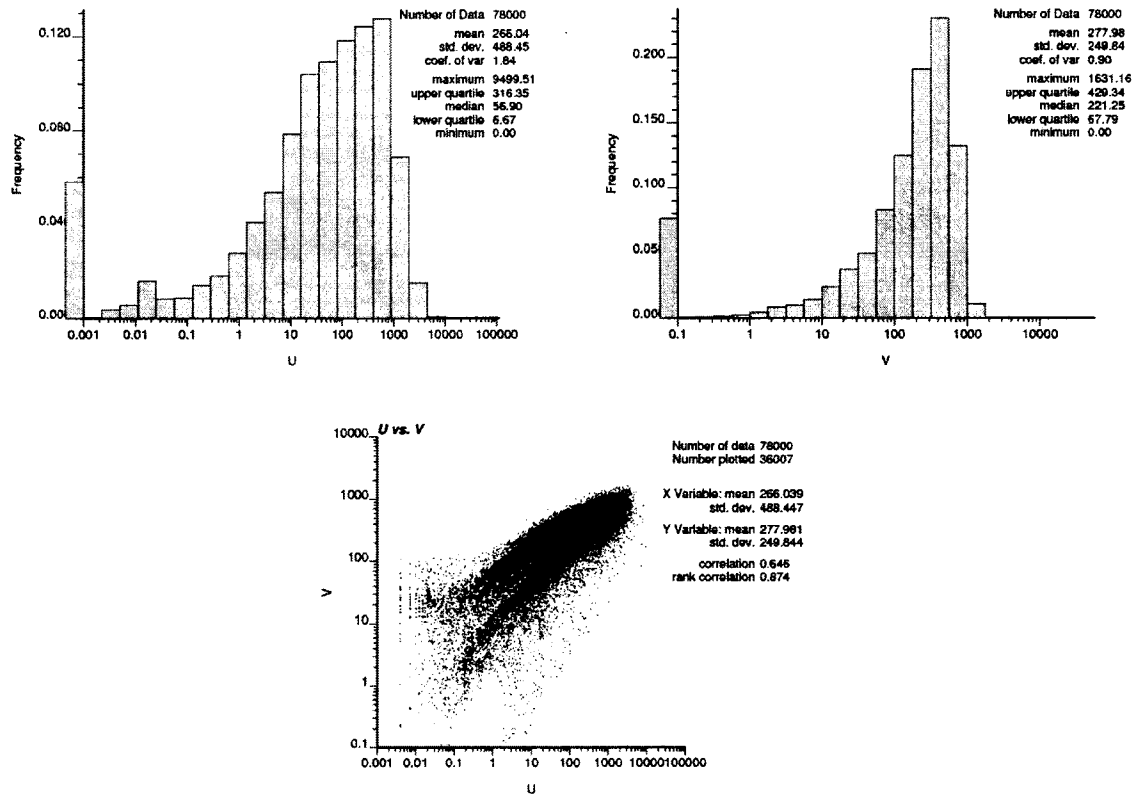 Number of Data 78000
mean 266.04
std. dev. 488.45
coef. of var 1.84
maximum 9499.51
upper quartile 316.35
median 56.90
lower quartile 6.67
minimum 0.00
Frequency
0.120
0.080
0.04
0.00
0.001 0.01 0.1 1 10 100 1000 10000 100000
U
Number of Data 78000
mean 277.98
std. dev. 249.84
coef. of var 0.90
maximum 1631.16
upper quartile 429.34
median 221.25
lower quartile 67.79
minimum 0.00
Frequency
0.200
0.150
0.100
0.05
0.00
0.1 1 10 100 1000 10000
V
U vs. V
Number of data 78000
Number plotted 36007
X Variable: mean 266.039
std. dev. 488.447
Y Variable: mean 277.981
std. dev. 249.844
correlation 0.646
rank correlation 0.874
V
10000
1000
100
10
1
0.1
0.001 0.01 0.1 1 10 100 1000 10000100000
U